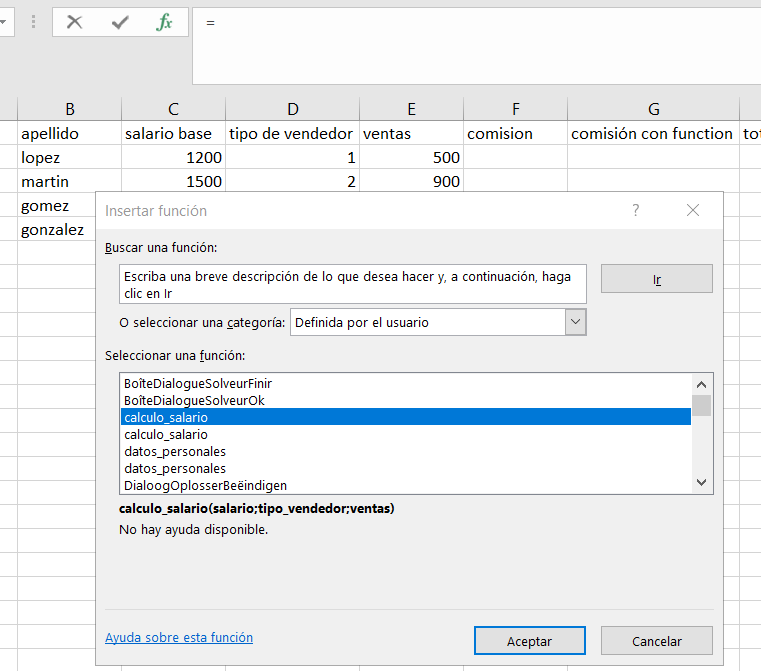 fx =
B C D E F G
apellido salario base tipo de vendedor ventas comision comisión con function tot
lopez 1200 1 500
martin 1500 2 900
gomez
gonzalez
Insertar función ?
Buscar una función:
Escriba una breve descripción de lo que desea hacer y, a continuación, haga
clic en Ir
Ir
O seleccionar una categoría: Definida por el usuario
Seleccionar una función:
BoîteDialogueSolveurFinir
BoîteDialogueSolveurOk
calculo_salario
calculo_salario
datos_personales
datos_personales
DialoogOplosserBeëindigen
calculo_salario(salario;tipo_vendedor;ventas)
No hay ayuda disponible.
Ayuda sobre esta función
Aceptar Cancelar